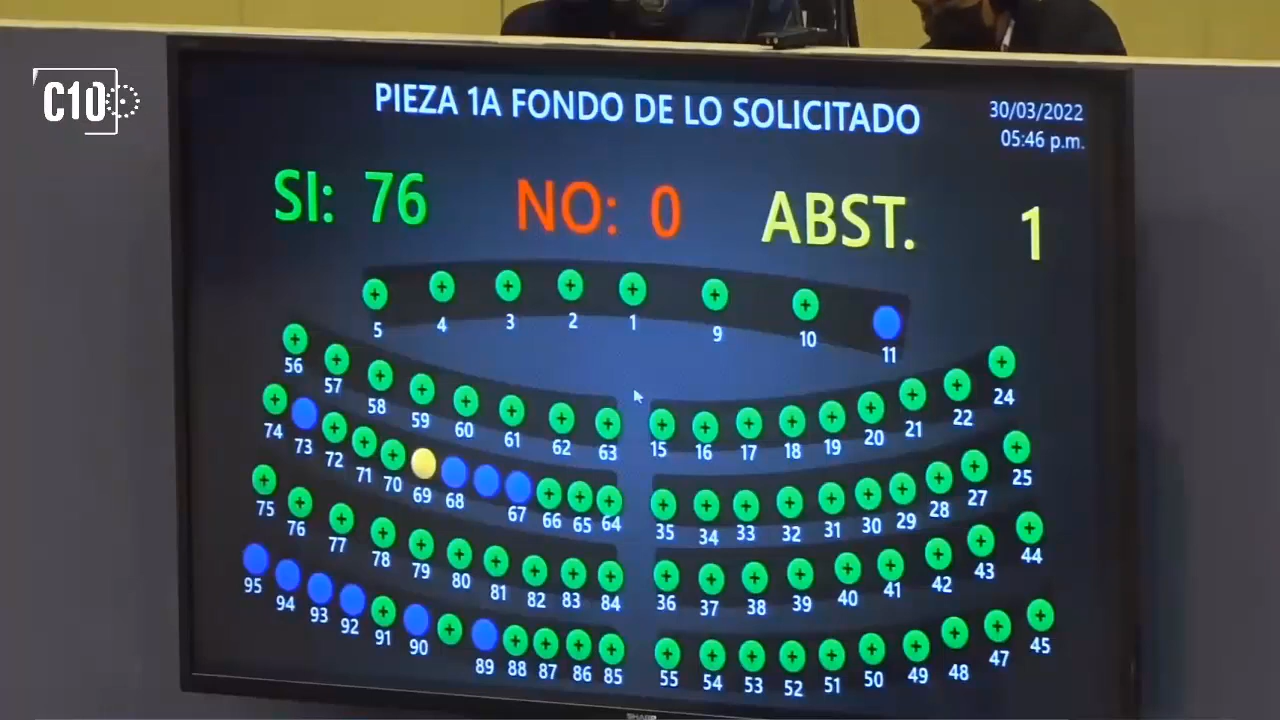 C10
PIEZA 1A FONDO DE LO SOLICITADO
30/03/2022
05:46 p.m.
SI: 76 NO: 0 ABST. 1
5 4 3 2 1 9 10 11
56 57 58 59 60 61 62 63 15 16 17 18 19 20 21 22 24
74 73 72 71 70 69 68 67 66 65 64 35 34 33 32 31 30 29 28 27 25
75 76 77 78 79 80 81 82 83 84 36 37 38 39 40 41 42 43 44
95 94 93 92 91 90 89 88 87 86 85 55 54 53 52 51 50 49 48 47 45
SHARP